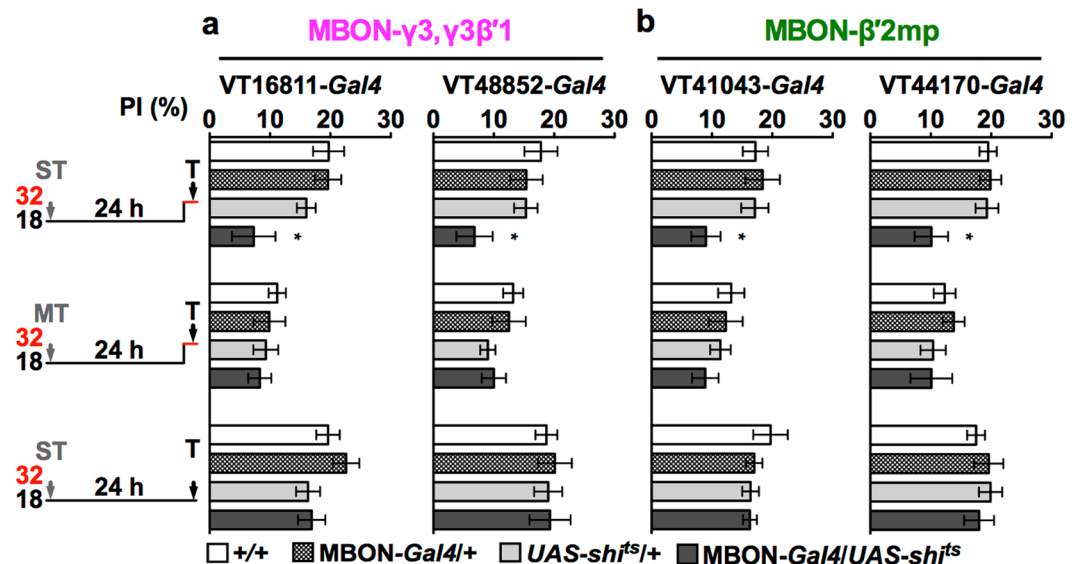 a MBON-γ3,γ3β′1 b MBON-β′2mp
VT16811-Gal4 VT48852-Gal4 VT41043-Gal4 VT44170-Gal4
PI (%) 0 10 20 30 0 10 20 30 0 10 20 30 0 10 20 30
ST T
32
18 24 h
* * * *
MT T
32
18 24 h
ST T
32
18 24 h
+/+ MBON-Gal4/+ UAS-shits/+ MBON-Gal4/UAS-shits